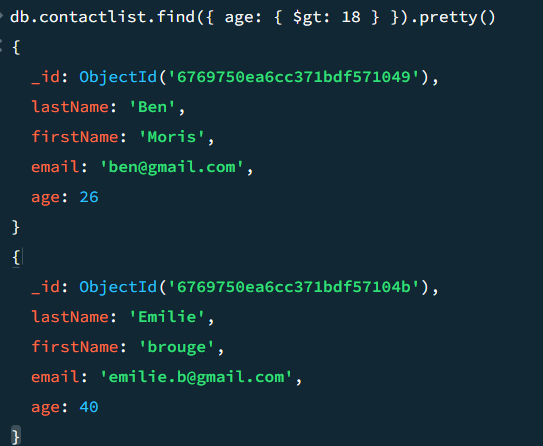 db.contactlist.find({ age: { $gt: 18 } }).pretty()
{
  _id: ObjectId('6769750ea6cc371bdf571049'),
  lastName: 'Ben',
  firstName: 'Moris',
  email: 'ben@gmail.com',
  age: 26
}
{
  _id: ObjectId('6769750ea6cc371bdf57104b'),
  lastName: 'Emilie',
  firstName: 'brouge',
  email: 'emilie.b@gmail.com',
  age: 40
}